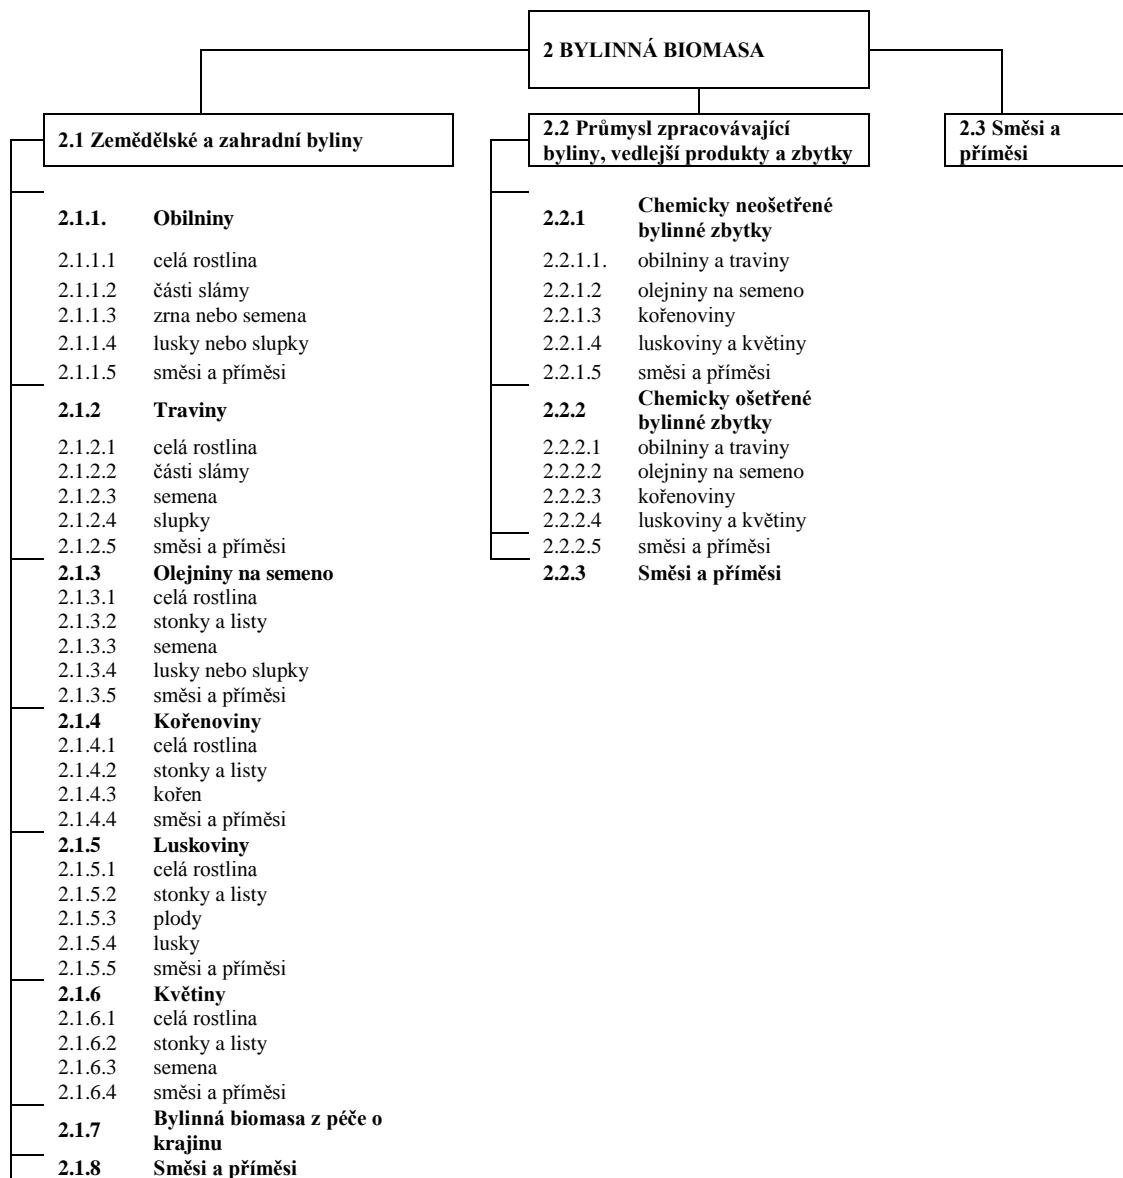 2 BYLINNÁ BIOMASA
2.1 Zemědělské a zahradní byliny
2.1.1. Obilniny
2.1.1.1 celá rostlina
2.1.1.2 části slámy
2.1.1.3 zrna nebo semena
2.1.1.4 lusky nebo slupky
2.1.1.5 směsi a příměsi
2.1.2 Traviny
2.1.2.1 celá rostlina
2.1.2.2 části slámy
2.1.2.3 semena
2.1.2.4 slupky
2.1.2.5 směsi a příměsi
2.1.3 Olejniny na semeno
2.1.3.1 celá rostlina
2.1.3.2 stonky a listy
2.1.3.3 semena
2.1.3.4 lusky nebo slupky
2.1.3.5 směsi a příměsi
2.1.4 Kořenoviny
2.1.4.1 celá rostlina
2.1.4.2 stonky a listy
2.1.4.3 kořen
2.1.4.4 směsi a příměsi
2.1.5 Luskoviny
2.1.5.1 celá rostlina
2.1.5.2 stonky a listy
2.1.5.3 plody
2.1.5.4 lusky
2.1.5.5 směsi a příměsi
2.1.6 Květiny
2.1.6.1 celá rostlina
2.1.6.2 stonky a listy
2.1.6.3 semena
2.1.6.4 směsi a příměsi
2.1.7 Bylinná biomasa z péče o
krajinu
2.1.8 Směsi a příměsi
2.2 Průmysl zpracovávající
byliny, vedlejší produkty a zbytky
2.2.1 Chemicky neošetřené
bylinné zbytky
2.2.1.1. obilniny a traviny
2.2.1.2 olejniny na semeno
2.2.1.3 kořenoviny
2.2.1.4 luskoviny a květiny
2.2.1.5 směsi a příměsi
2.2.2 Chemicky ošetřené
bylinné zbytky
2.2.2.1 obilniny a traviny
2.2.2.2 olejniny na semeno
2.2.2.3 kořenoviny
2.2.2.4 luskoviny a květiny
2.2.2.5 směsi a příměsi
2.2.3 Směsi a příměsi
2.3 Směsi a
příměsi